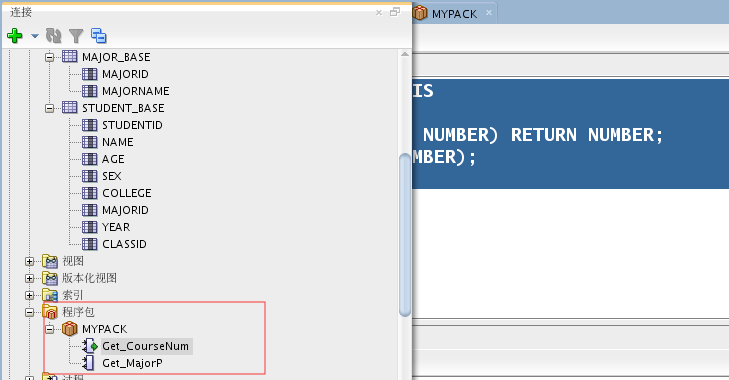 连接
MAJOR_BASE
MAJORID
MAJORNAME
STUDENT_BASE
STUDENTID
NAME
AGE
SEX
COLLEGE
MAJORID
YEAR
CLASSID
视图
版本化视图
索引
程序包
MYPACK
Get_CourseNum
Get_MajorP
过程
MYPACK
IS
NUMBER) RETURN NUMBER;
MBER);